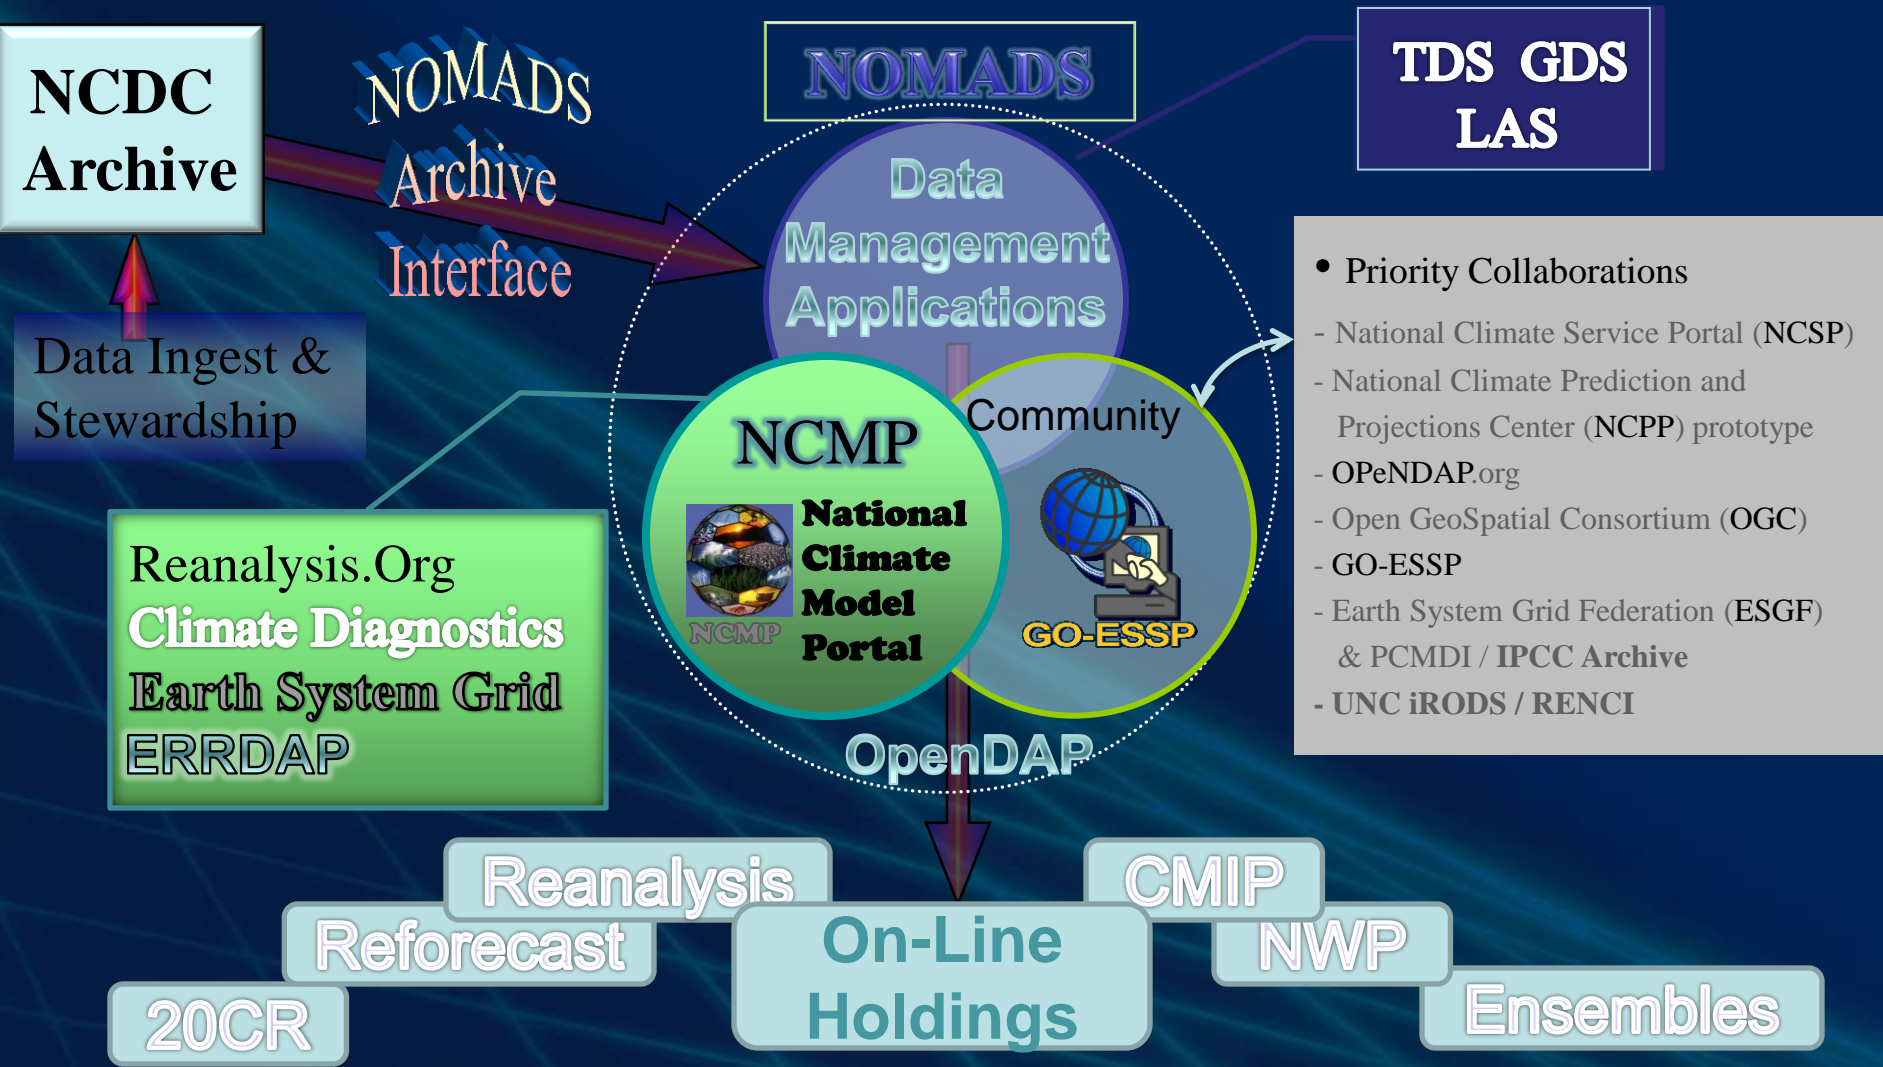 NCDC
Archive
NOMADS
Archive
Interface
NOMADS
TDS GDS
LAS
Data Ingest &
Stewardship
Data
Management
Applications
NCMP
National
Climate
Model
Portal
NCMP
Community
GO-ESSP
OpenDAP
• Priority Collaborations
- National Climate Service Portal (NCSP)
- National Climate Prediction and
Projections Center (NCPP) prototype
- OPeNDAP.org
- Open GeoSpatial Consortium (OGC)
- GO-ESSP
- Earth System Grid Federation (ESGF)
& PCMDI / IPCC Archive
- UNC iRODS / RENCI
Reanalysis.Org
Climate Diagnostics
Earth System Grid
ERRDAP
Reanalysis
Reforecast
20CR
On-Line
Holdings
CMIP
NWP
Ensembles